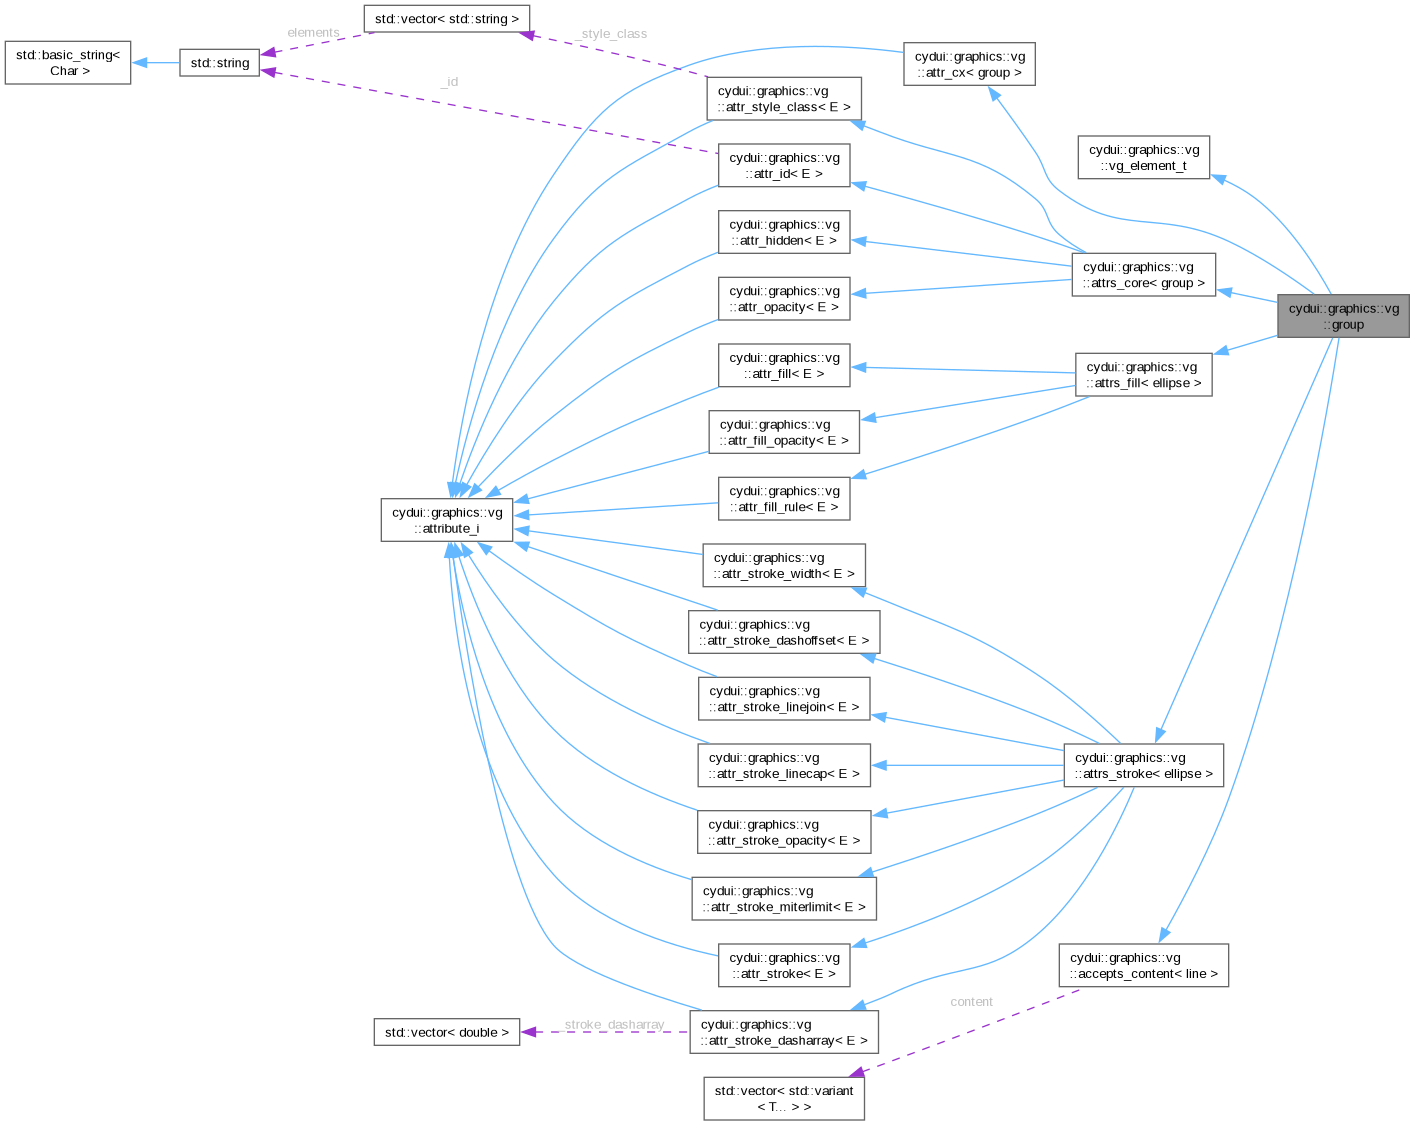 std::vector< std::string >
elements
_style_class
std::basic_string<
Char >
std::string
_id
cydui::graphics::vg
::attr_cx< group >
cydui::graphics::vg
::attr_style_class< E >
cydui::graphics::vg
::attr_id< E >
cydui::graphics::vg
::vg_element_t
cydui::graphics::vg
::attr_hidden< E >
cydui::graphics::vg
::attrs_core< group >
cydui::graphics::vg
::attr_opacity< E >
cydui::graphics::vg
::group
cydui::graphics::vg
::attr_fill< E >
cydui::graphics::vg
::attrs_fill< ellipse >
cydui::graphics::vg
::attr_fill_opacity< E >
cydui::graphics::vg
::attr_fill_rule< E >
cydui::graphics::vg
::attribute_i
cydui::graphics::vg
::attr_stroke_width< E >
cydui::graphics::vg
::attr_stroke_dashoffset< E >
cydui::graphics::vg
::attr_stroke_linejoin< E >
cydui::graphics::vg
::attr_stroke_linecap< E >
cydui::graphics::vg
::attrs_stroke< ellipse >
cydui::graphics::vg
::attr_stroke_opacity< E >
cydui::graphics::vg
::attr_stroke_miterlimit< E >
cydui::graphics::vg
::attr_stroke< E >
cydui::graphics::vg
::accepts_content< line >
content
std::vector< double >
_stroke_dasharray
cydui::graphics::vg
::attr_stroke_dasharray< E >
std::vector< std::variant
< T... > >